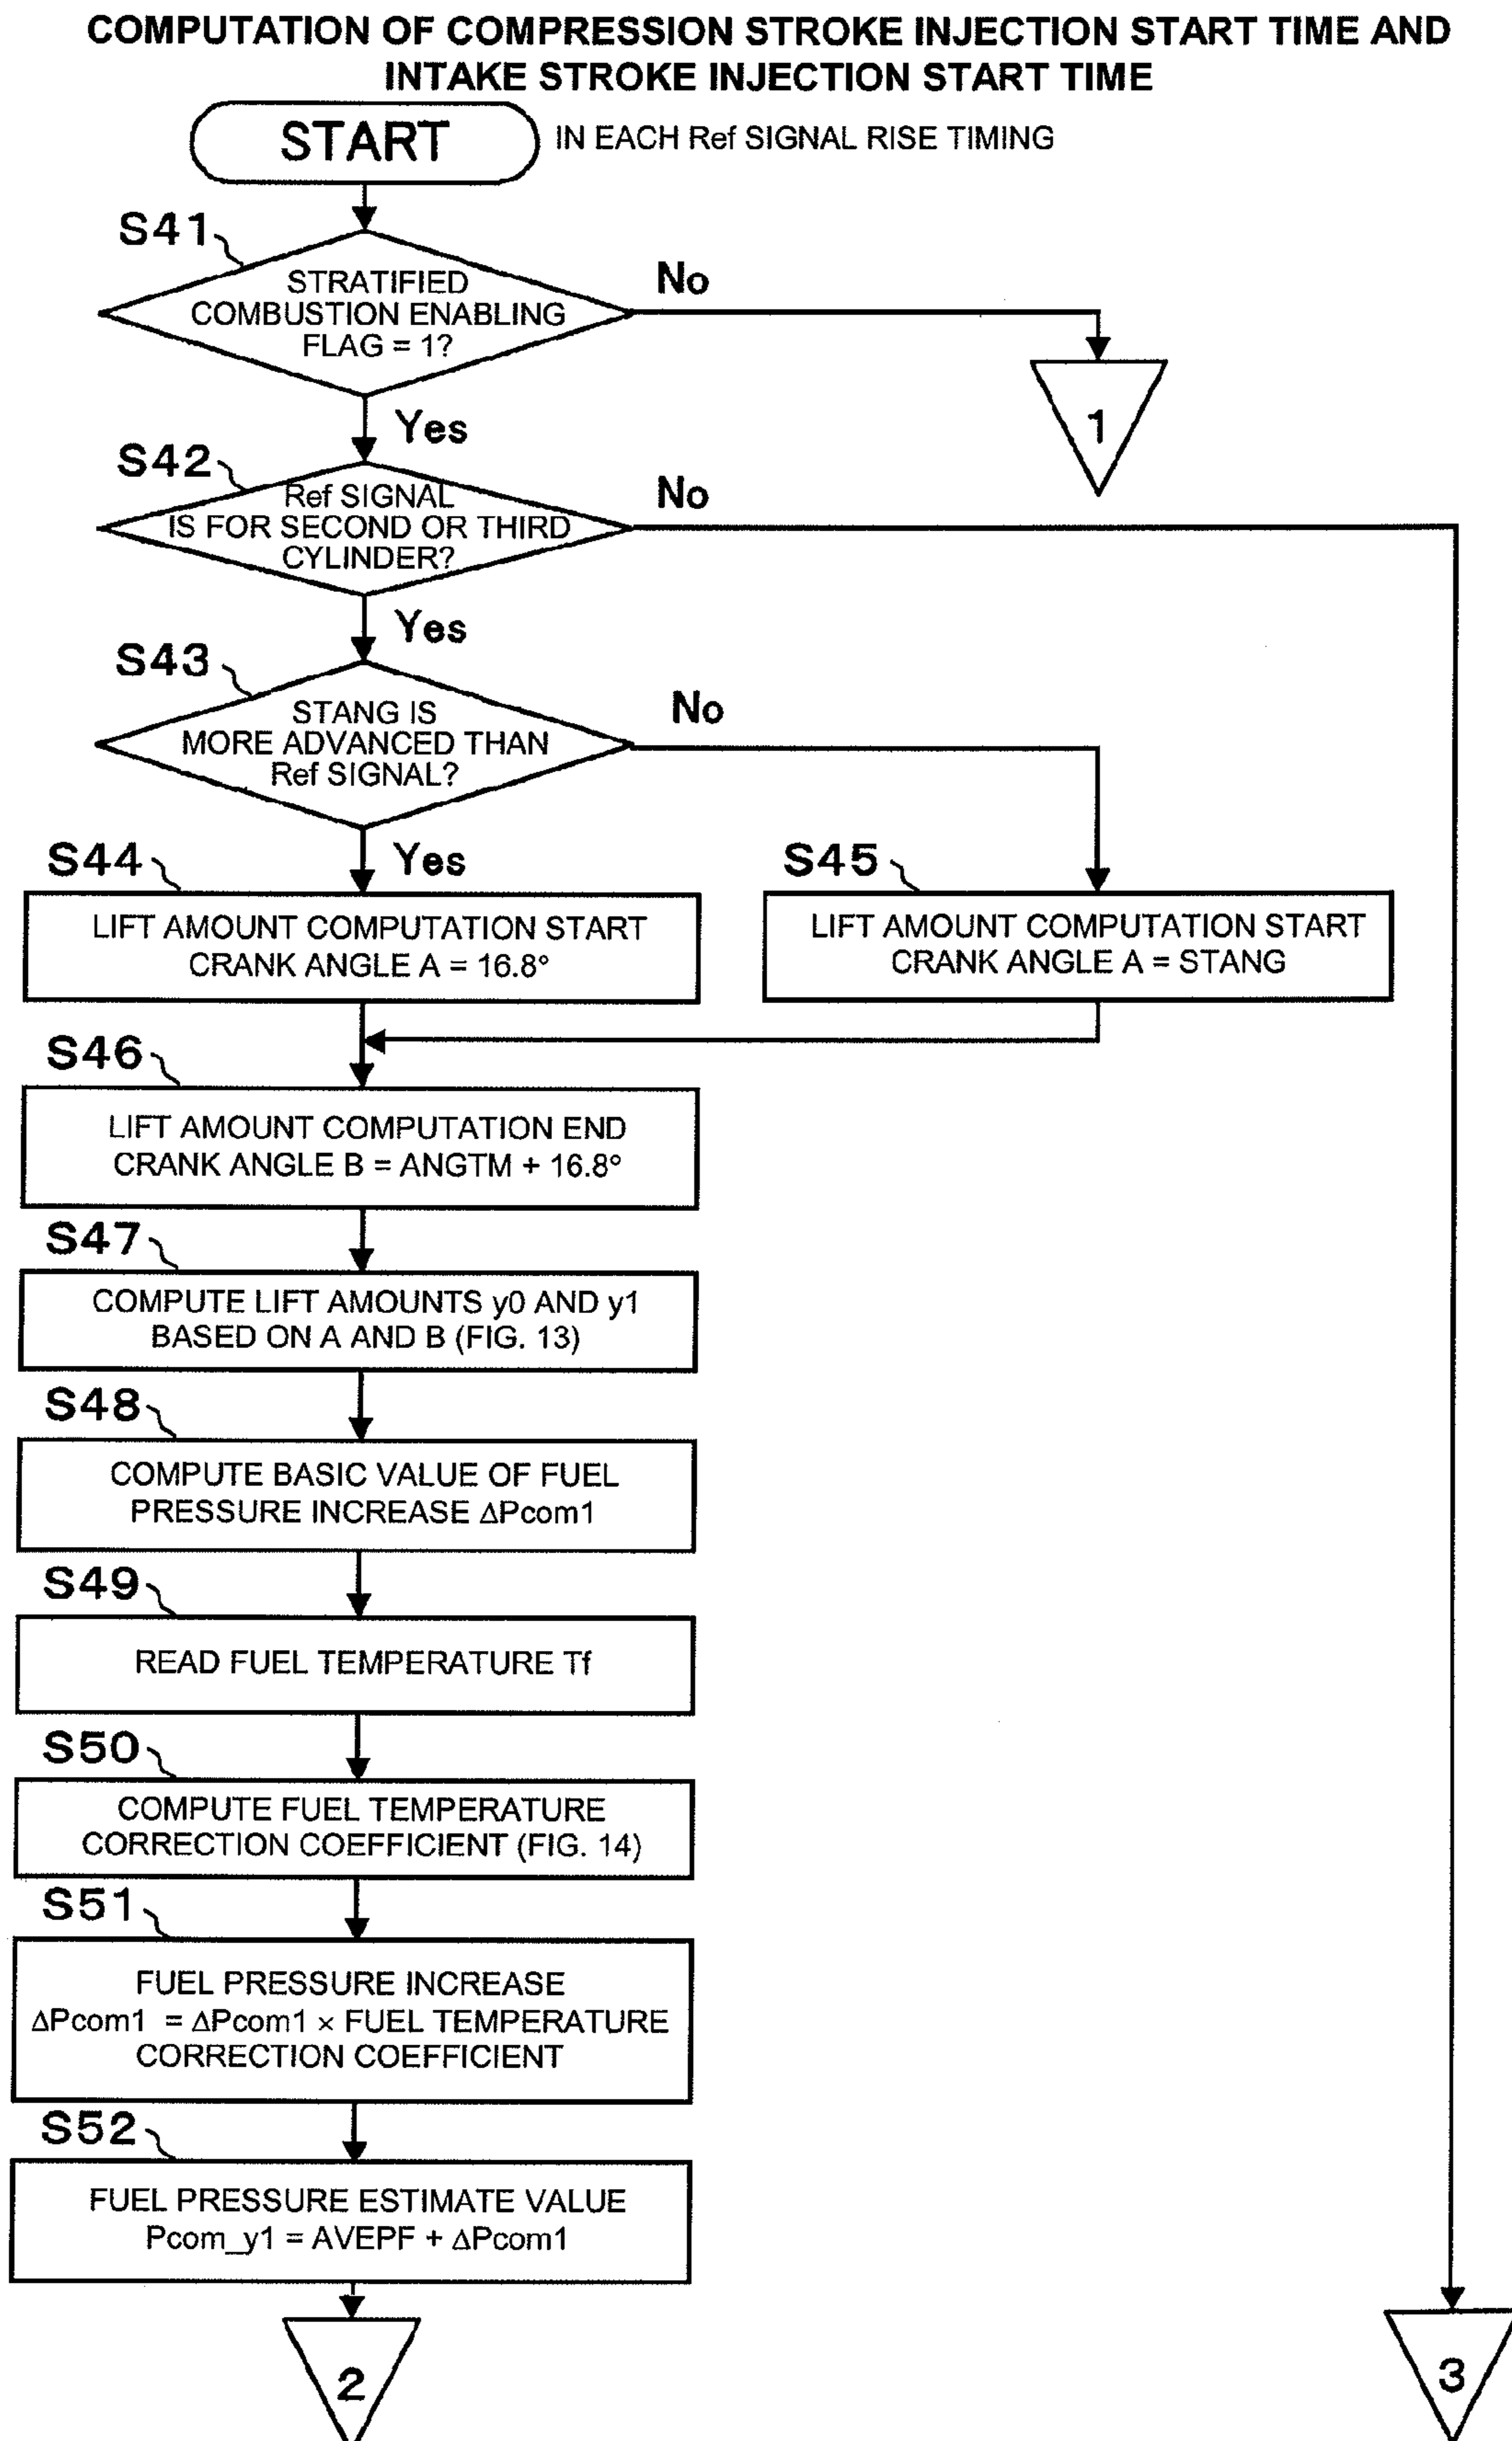 COMPUTATION OF COMPRESSION STROKE INJECTION START TIME AND
INTAKE STROKE INJECTION START TIME
START
IN EACH Ref SIGNAL RISE TIMING
S41
STRATIFIED
COMBUSTION ENABLING
FLAG = 1?
No
1
Yes
S42
Ref SIGNAL
IS FOR SECOND OR THIRD
CYLINDER?
No
Yes
S43
STANG IS
MORE ADVANCED THAN
Ref SIGNAL?
No
Yes
S44
LIFT AMOUNT COMPUTATION START
CRANK ANGLE A = 16.8°
S45
LIFT AMOUNT COMPUTATION START
CRANK ANGLE A = STANG
S46
LIFT AMOUNT COMPUTATION END
CRANK ANGLE B = ANGTM + 16.8°
S47
COMPUTE LIFT AMOUNTS y0 AND y1
BASED ON A AND B (FIG. 13)
S48
COMPUTE BASIC VALUE OF FUEL
PRESSURE INCREASE ΔPcom1
S49
READ FUEL TEMPERATURE Tf
S50
COMPUTE FUEL TEMPERATURE
CORRECTION COEFFICIENT (FIG. 14)
S51
FUEL PRESSURE INCREASE
ΔPcom1 = ΔPcom1 × FUEL TEMPERATURE
CORRECTION COEFFICIENT
S52
FUEL PRESSURE ESTIMATE VALUE
Pcom_y1 = AVEPF + ΔPcom1
2
3